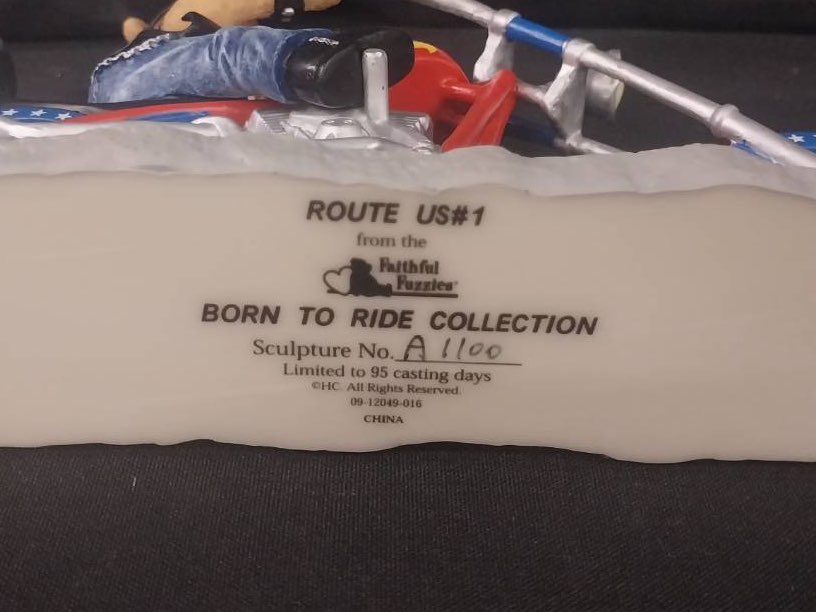 ROUTE US#1
from the
Faithful
Fuzzies
BORN TO RIDE COLLECTION
Sculpture No. A1100
Limited to 95 casting days
©HC. All Rights Reserved.
09-12049-016
CHINA